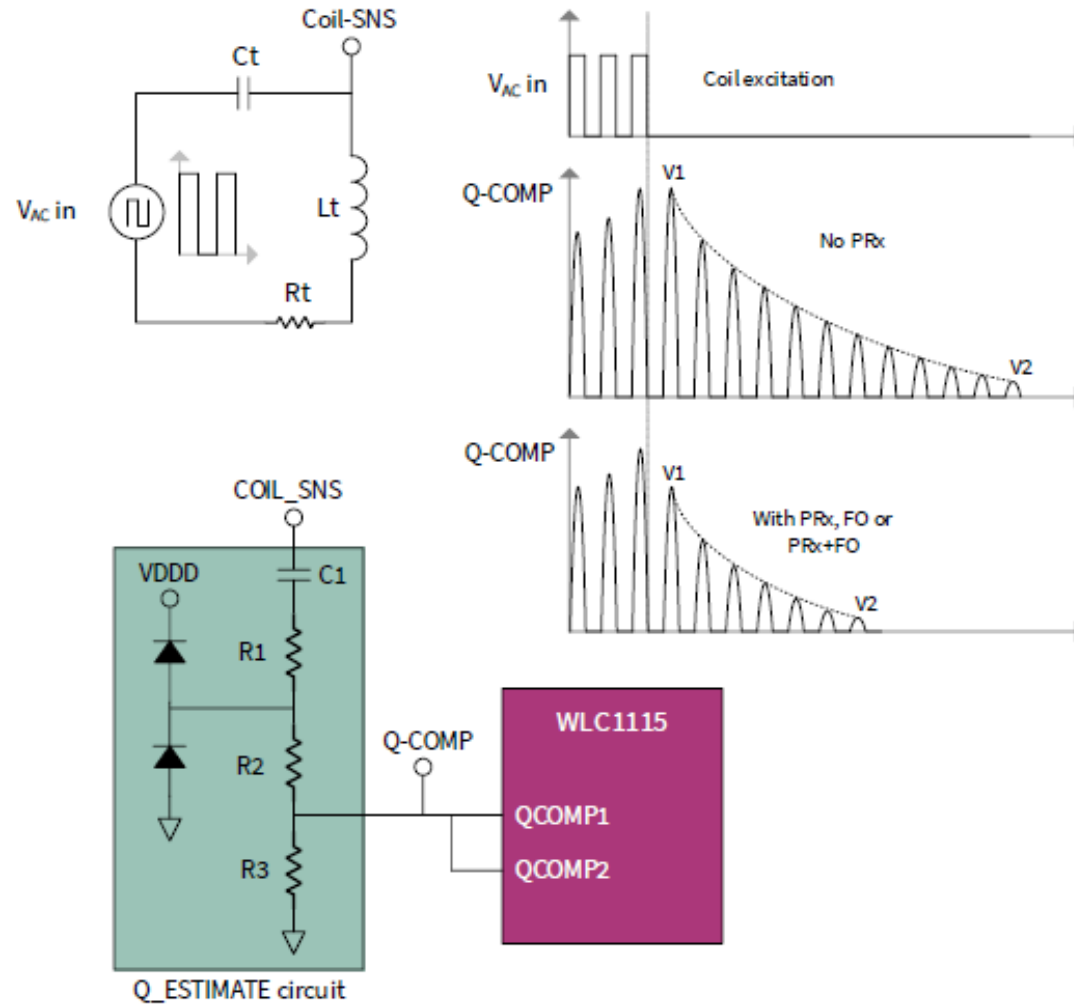 Coil-SNS
Ct
VAC in
Lt
Rt
VAC in
Coil excitation
Q-COMP
V1
No PRx
V2
Q-COMP
V1
With PRx, FO or
PRx+FO
V2
COIL_SNS
VDDD
C1
R1
R2
R3
Q-COMP
WLC1115
QCOMP1
QCOMP2
Q_ESTIMATE circuit